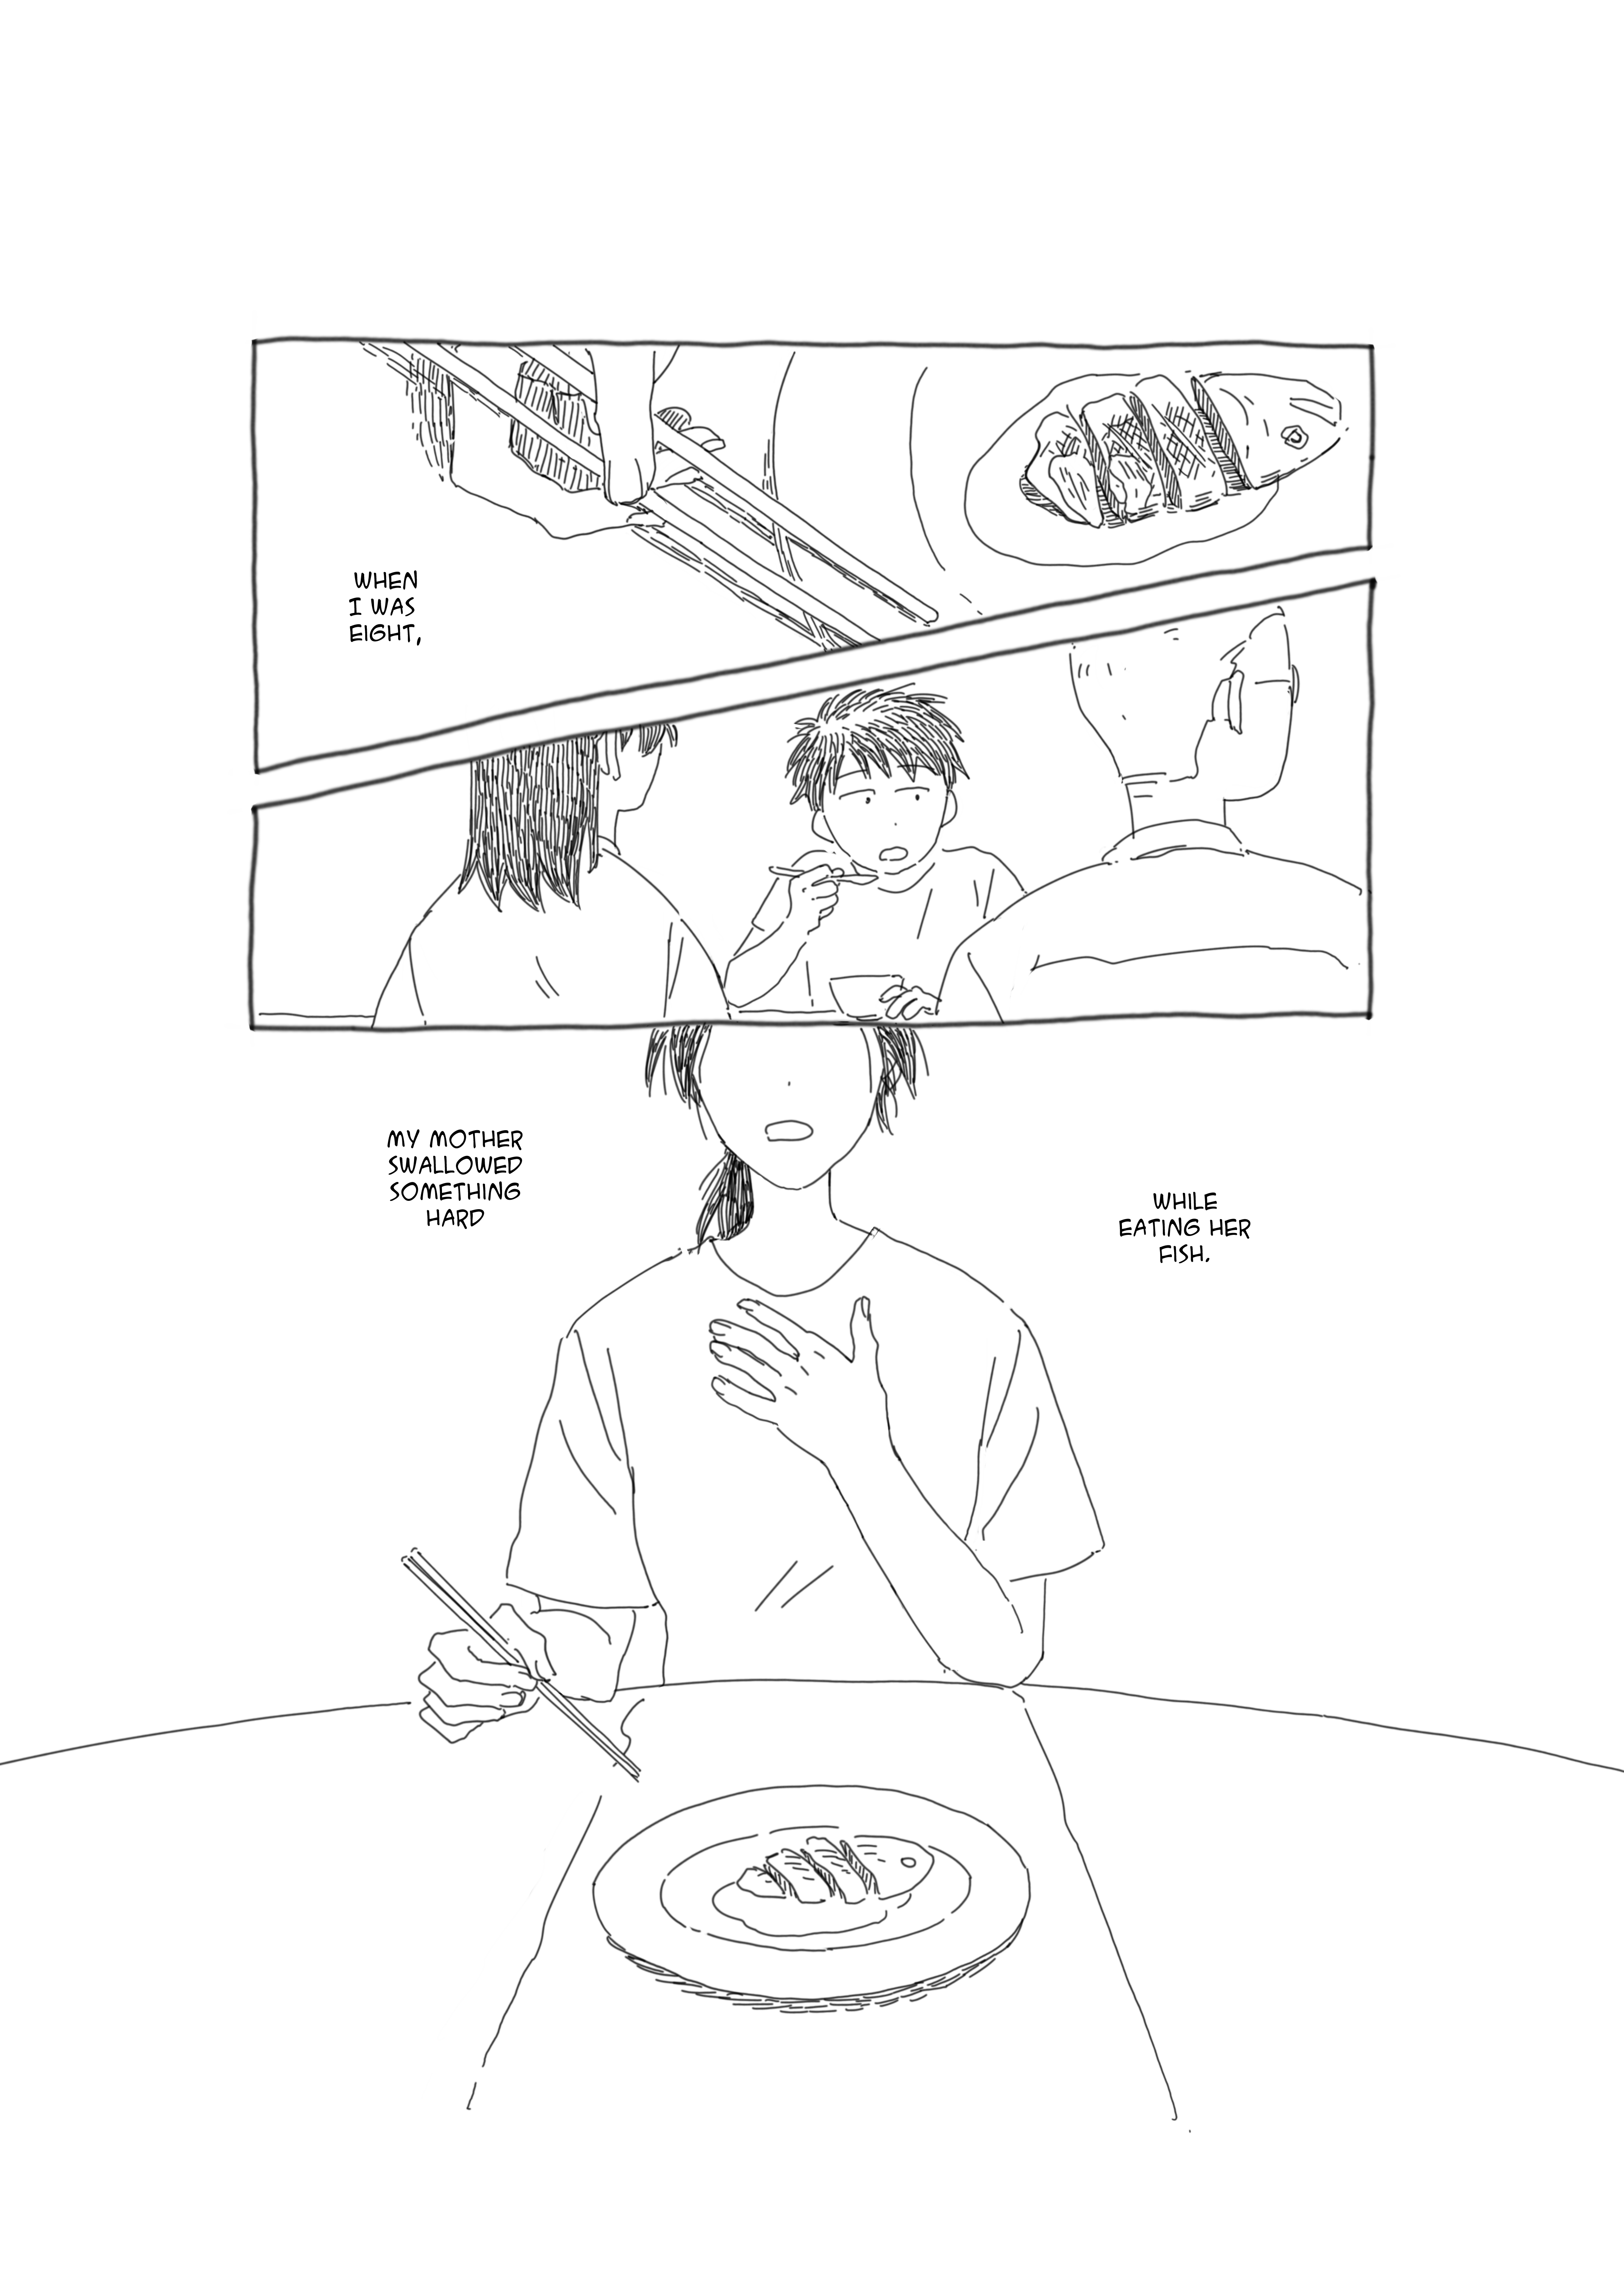 WHEN
I WAS
EIGHT,
MY MOTHER
SWALLOWED
SOMETHING
HARD
WHILE
EATING HER
FISH.